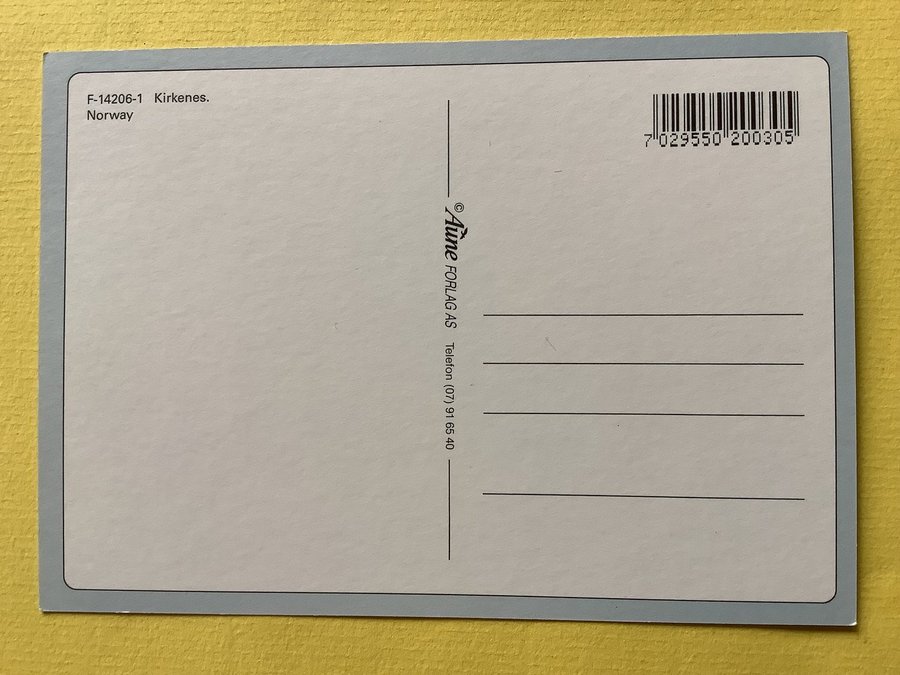 F-14206-1 Kirkenes.
Norway
7 029550 200305
© Aune FORLAG AS Telefon (07) 91 65 40